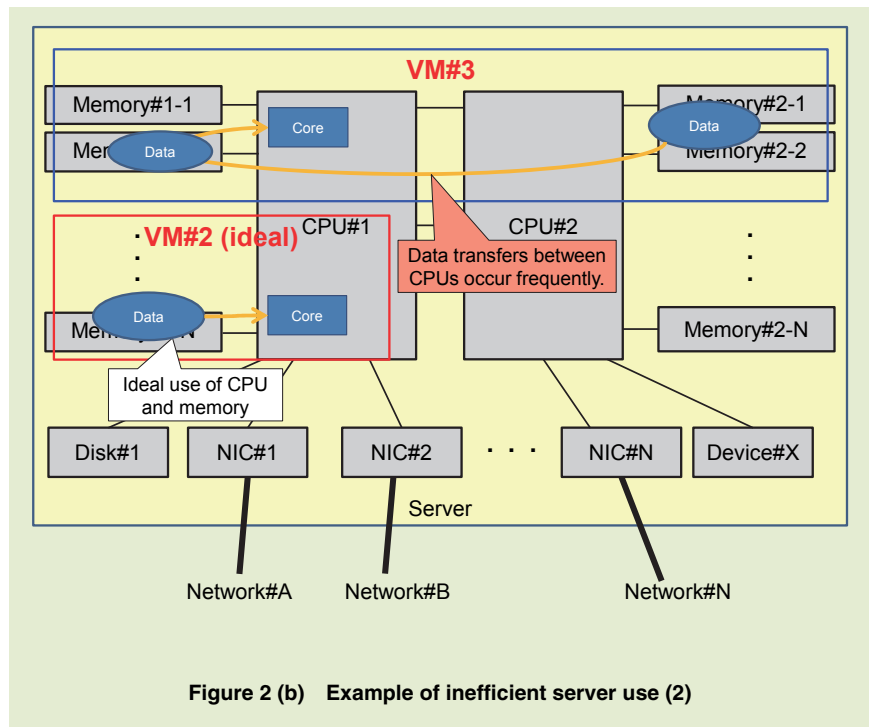 VM#3
Memory#1-1
Core
Memory#2-1
Data
Data
Mem
Memory#2-2
VM#2 (ideal)
CPU#1
CPU#2
Data transfers between
CPUs occur frequently.
Data
Core
Mem
N
Memory#2-N
Ideal use of CPU
and memory
Disk#1
NIC#1
NIC#2
· · ·
NIC#N
Device#X
Server
Network#A
Network#B
Network#N
Figure 2 (b) Example of inefficient server use (2)